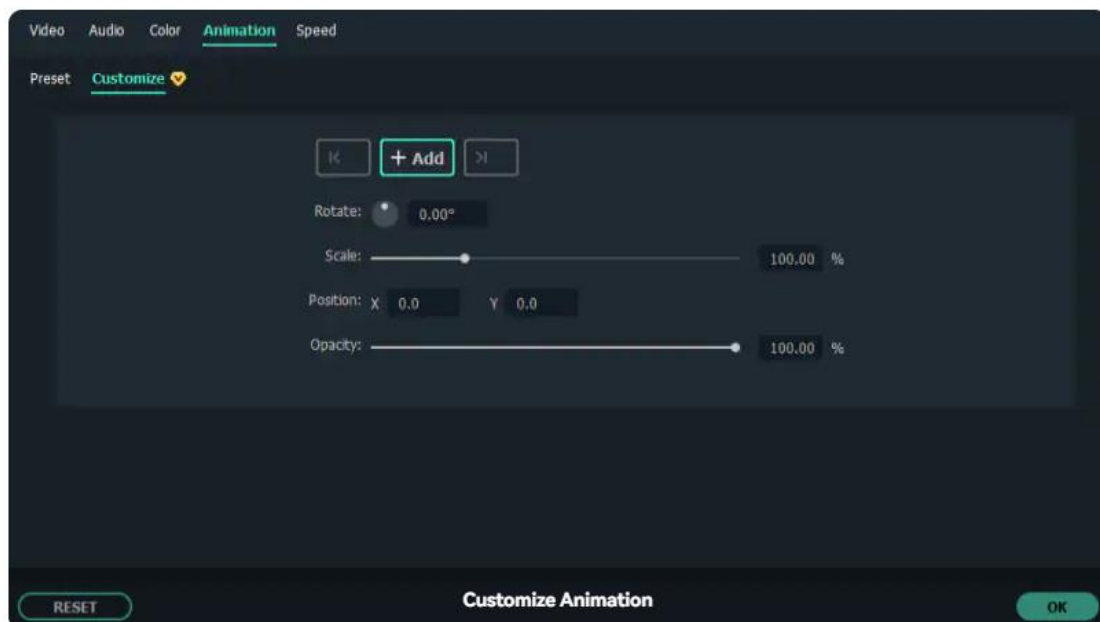 Video Audio Color Animation Speed
Preset Customize
+ Add
Rotate: 0.00°
Scale: 100.00 %
Position: X 0.0 Y 0.0
Opacity: 100.00 %
RESET Customize Animation OK